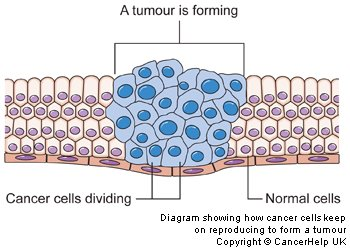 A tumour is forming
Cancer cells dividing
Normal cells
Diagram showing how cancer cells keep
on reproducing to form a tumour
Copyright © CancerHelp UK